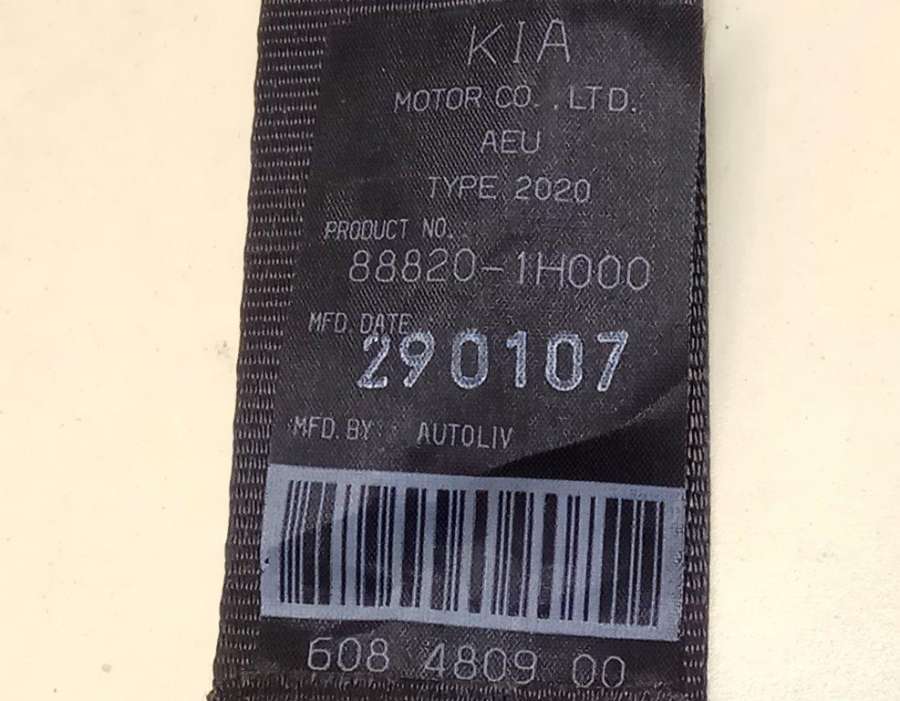 KIA
MOTOR CO., LTD.
AEU
TYPE 2020
PRODUCT NO.
88820-1H000
MFD. DATE
290107
MFD. BY AUTOLIV
608 4809 00